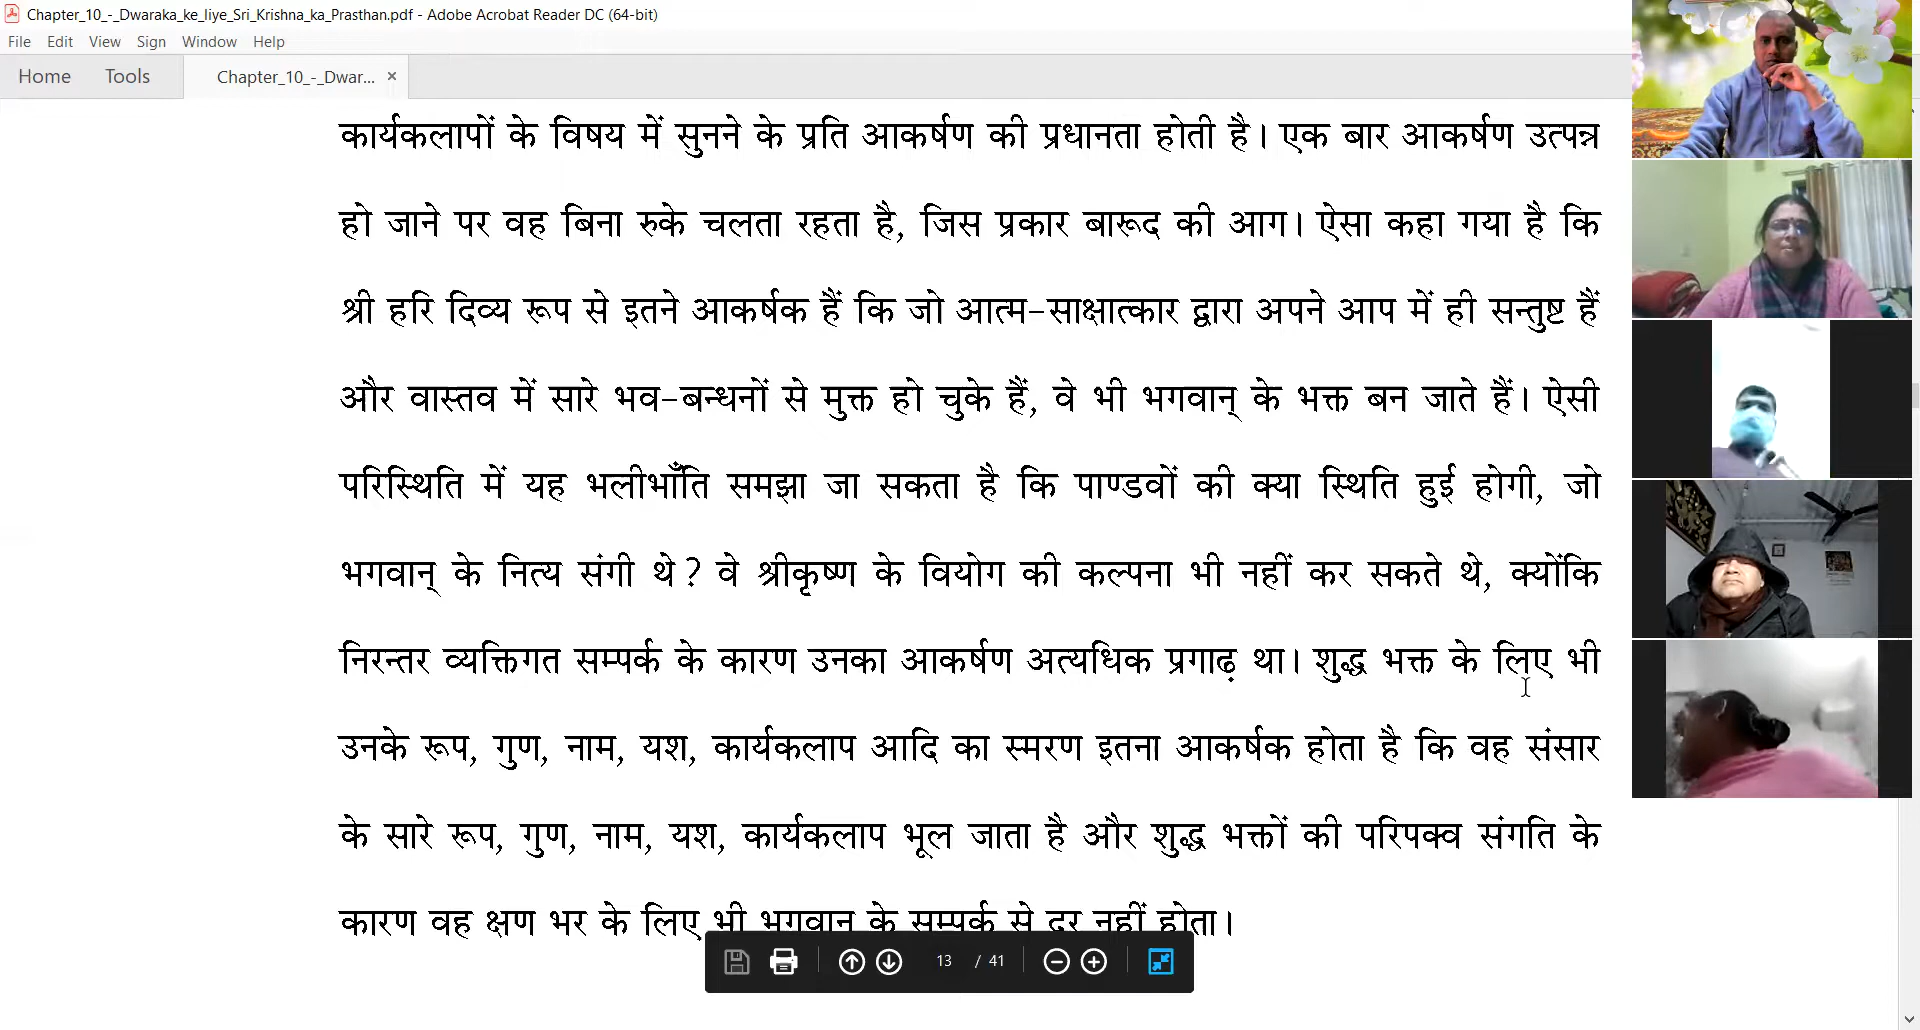 Chapter_10_-_Dwaraka_ke_liye_Sri_Krishna_ka_Prasthan.pdf - Adobe Acrobat Reader DC (64-bit)
File Edit View Sign Window Help
Home Tools Chapter_10_-_Dwar... ×
कार्यकलापों के विषय में सुनने के प्रति आकर्षण की प्रधानता होती है। एक बार आकर्षण उत्पन्न
हो जाने पर वह बिना रुके चलता रहता है, जिस प्रकार बारूद की आग। ऐसा कहा गया है कि
श्री हरि दिव्य रूप से इतने आकर्षक हैं कि जो आत्म-साक्षात्कार द्वारा अपने आप में ही सन्तुष्ट हैं
और वास्तव में सारे भव-बन्धनों से मुक्त हो चुके हैं, वे भी भगवान् के भक्त बन जाते हैं। ऐसी
परिस्थिति में यह भलीभाँति समझा जा सकता है कि पाण्डवों की क्या स्थिति हुई होगी, जो
भगवान् के नित्य संगी थे? वे श्रीकृष्ण के वियोग की कल्पना भी नहीं कर सकते थे, क्योंकि
निरन्तर व्यक्तिगत सम्पर्क के कारण उनका आकर्षण अत्यधिक प्रगाढ़ था। शुद्ध भक्त के लिए भी
उनके रूप, गुण, नाम, यश, कार्यकलाप आदि का स्मरण इतना आकर्षक होता है कि वह संसार
के सारे रूप, गुण, नाम, यश, कार्यकलाप भूल जाता है और शुद्ध भक्तों की परिपक्व संगति के
कारण वह क्षण भर के लिए भी भगवान के सम्पर्क से दूर नहीं होता।
13 / 41